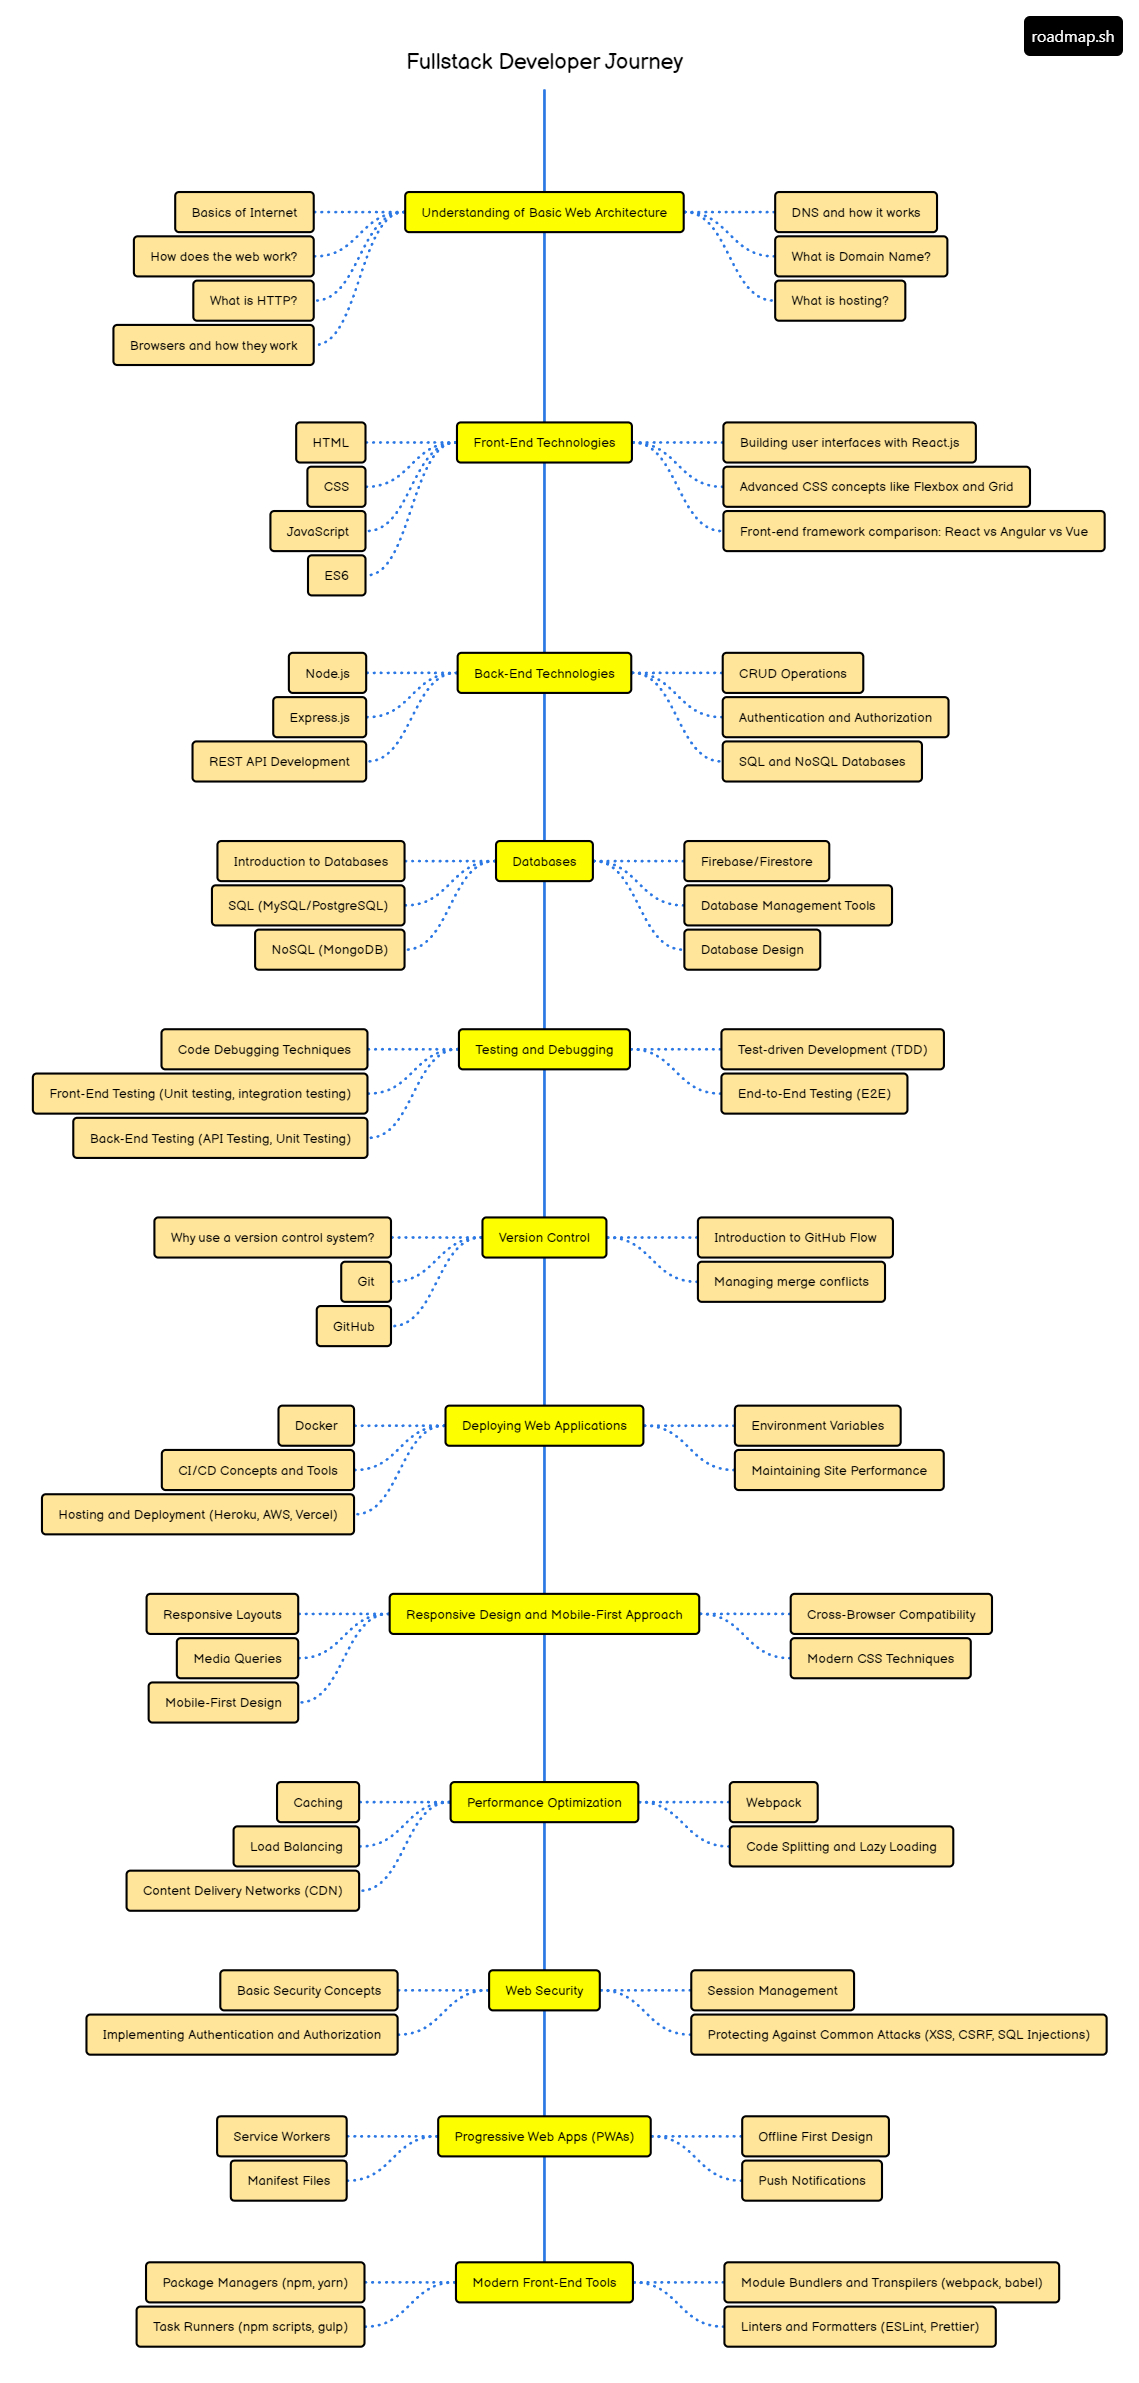 roadmap.sh
Fullstack Developer Journey
Understanding of Basic Web Architecture
Basics of Internet
How does the web work?
What is HTTP?
Browsers and how they work
DNS and how it works
What is Domain Name?
What is hosting?
Front-End Technologies
HTML
CSS
JavaScript
ES6
Building user interfaces with React.js
Advanced CSS concepts like Flexbox and Grid
Front-end framework comparison: React vs Angular vs Vue
Back-End Technologies
Node.js
Express.js
REST API Development
CRUD Operations
Authentication and Authorization
SQL and NoSQL Databases
Databases
Introduction to Databases
SQL (MySQL/PostgreSQL)
NoSQL (MongoDB)
Firebase/Firestore
Database Management Tools
Database Design
Testing and Debugging
Code Debugging Techniques
Front-End Testing (Unit testing, integration testing)
Back-End Testing (API Testing, Unit Testing)
Test-driven Development (TDD)
End-to-End Testing (E2E)
Version Control
Why use a version control system?
Git
GitHub
Introduction to GitHub Flow
Managing merge conflicts
Deploying Web Applications
Docker
CI/CD Concepts and Tools
Hosting and Deployment (Heroku, AWS, Vercel)
Environment Variables
Maintaining Site Performance
Responsive Design and Mobile-First Approach
Responsive Layouts
Media Queries
Mobile-First Design
Cross-Browser Compatibility
Modern CSS Techniques
Performance Optimization
Caching
Load Balancing
Content Delivery Networks (CDN)
Webpack
Code Splitting and Lazy Loading
Web Security
Basic Security Concepts
Implementing Authentication and Authorization
Session Management
Protecting Against Common Attacks (XSS, CSRF, SQL Injections)
Progressive Web Apps (PWAs)
Service Workers
Manifest Files
Offline First Design
Push Notifications
Modern Front-End Tools
Package Managers (npm, yarn)
Task Runners (npm scripts, gulp)
Module Bundlers and Transpilers (webpack, babel)
Linters and Formatters (ESLint, Prettier)